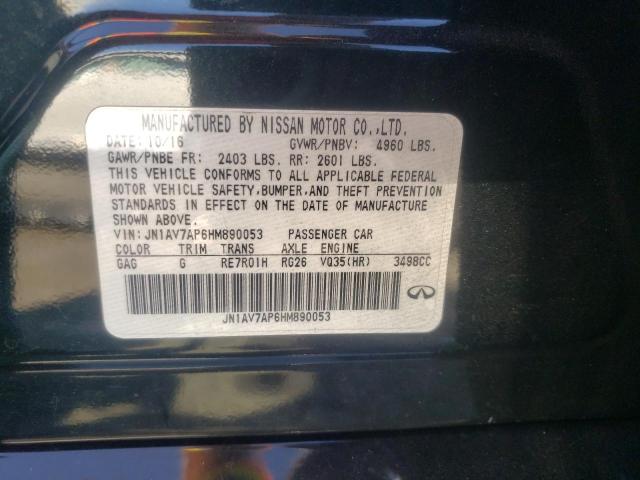 MANUFACTURED BY NISSAN MOTOR CO.,LTD.
DATE: 10/16 GVWR/PNBV: 4960 LBS.
GAWR/PNBE FR: 2403 LBS. RR: 2601 LBS.
THIS VEHICLE CONFORMS TO ALL APPLICABLE FEDERAL
MOTOR VEHICLE SAFETY, BUMPER, AND THEFT PREVENTION
STANDARDS IN EFFECT ON THE DATE OF MANUFACTURE
SHOWN ABOVE.
VIN: JN1AV7AP6HM890053 PASSENGER CAR
COLOR TRIM TRANS AXLE ENGINE
GAG G RE7R01H RG26 VQ35(HR) 3498CC
JN1AV7AP6HM890053